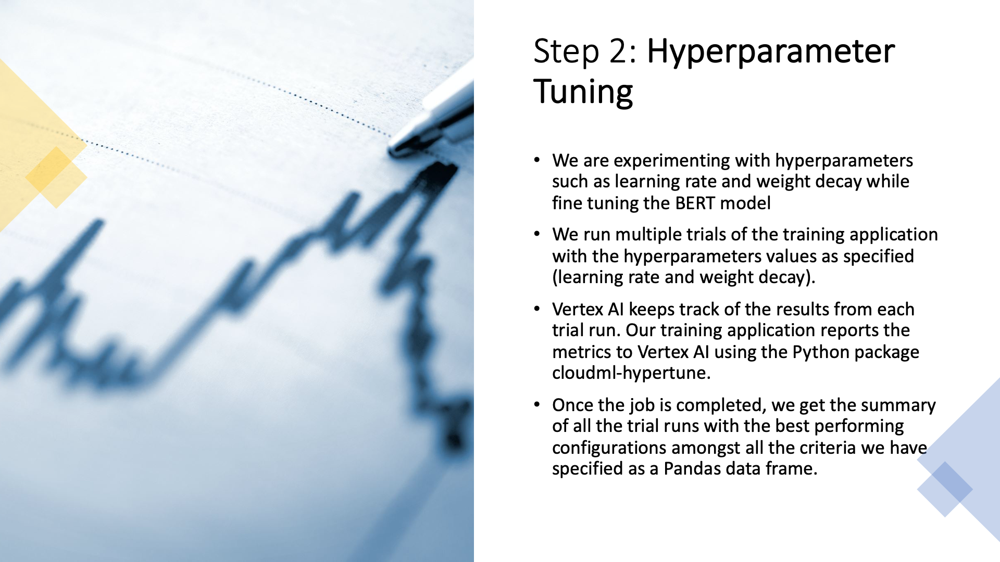 Step 2: Hyperparameter
Tuning
• We are experimenting with hyperparameters
such as learning rate and weight decay while
fine tuning the BERT model
• We run multiple trials of the training application
with the hyperparameters values as specified
(learning rate and weight decay).
• Vertex AI keeps track of the results from each
trial run. Our training application reports the
metrics to Vertex AI using the Python package
cloudml-hypertune.
• Once the job is completed, we get the summary
of all the trial runs with the best performing
configurations amongst all the criteria we have
specified as a Pandas data frame.